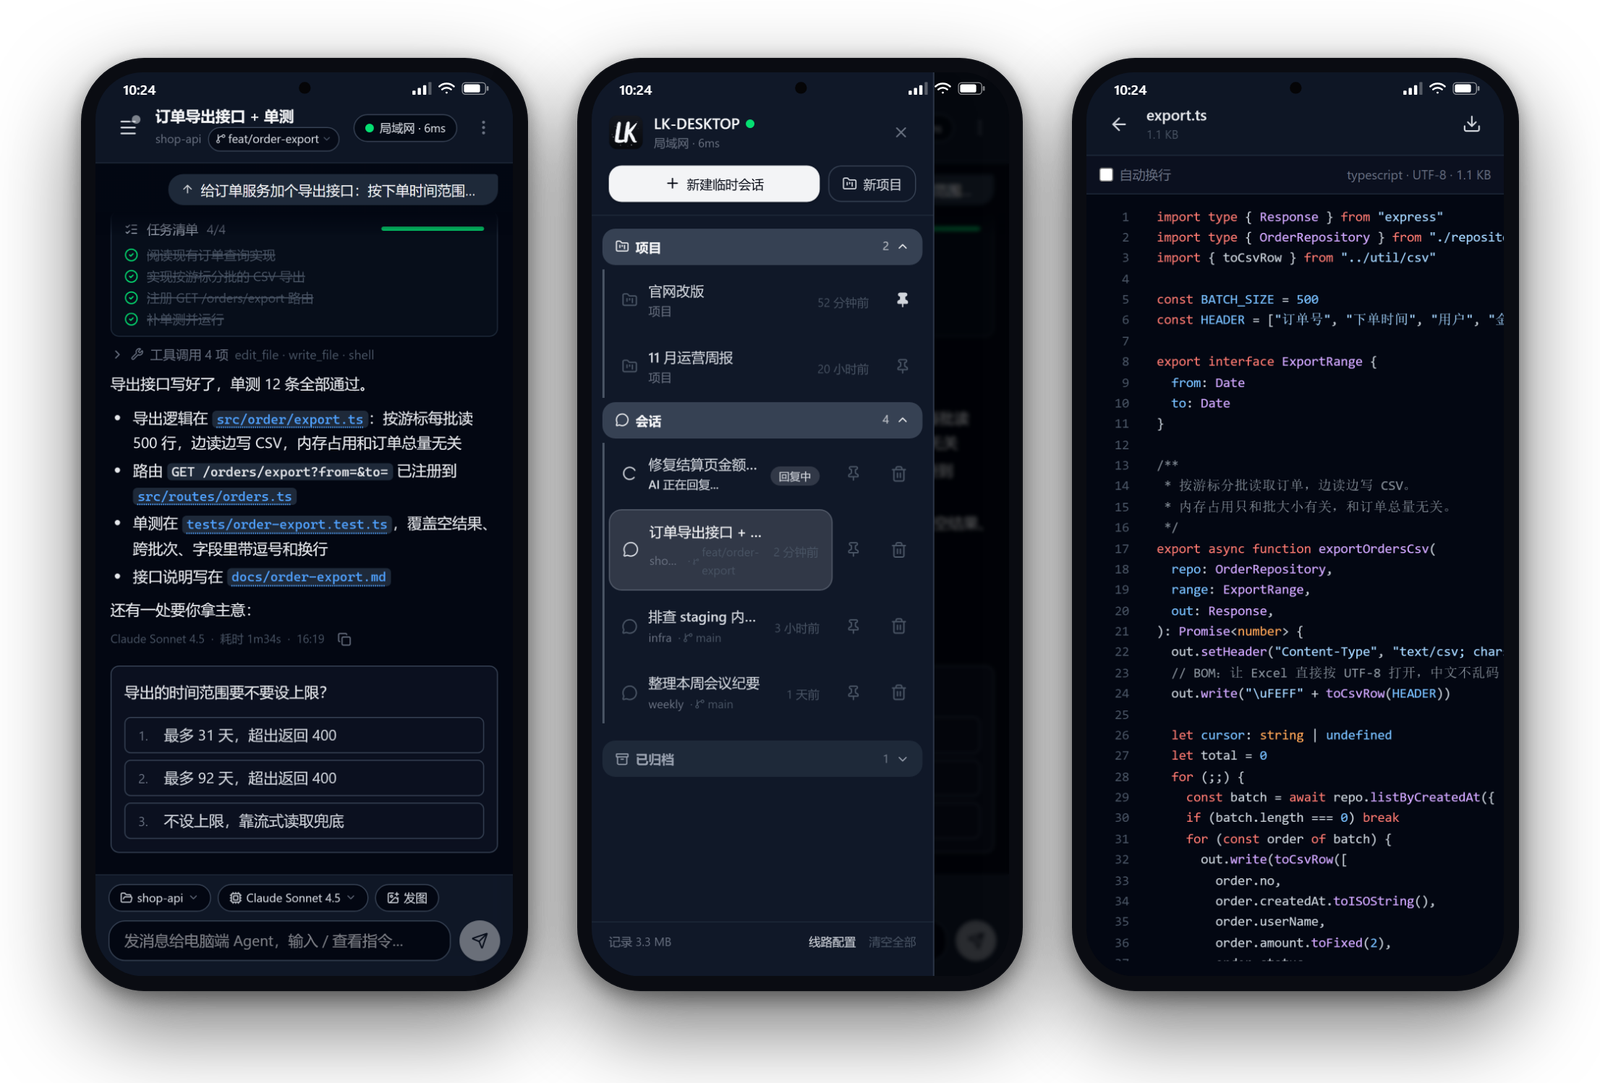 10:24
订单导出接口 + 单测
shop-api feat/order-export
局域网 · 6ms
↑ 给订单服务加个导出接口：按下单时间范围...
任务清单 4/4
阅读现有订单查询实现
实现按游标分批的 CSV 导出
注册 GET /orders/export 路由
补单测并运行
工具调用 4 项 edit_file · write_file · shell
导出接口写好了，单测 12 条全部通过。
• 导出逻辑在 src/order/export.ts：按游标每批读
500 行，边读边写 CSV，内存占用和订单总量无关
• 路由 GET /orders/export?from=&to= 已注册到
src/routes/orders.ts
• 单测在 tests/order-export.test.ts，覆盖空结果、
跨批次、字段里带逗号和换行
• 接口说明写在 docs/order-export.md
还有一处要你拿主意：
Claude Sonnet 4.5 · 耗时 1m34s · 16:19
导出的时间范围要不要设上限？
1. 最多 31 天，超出返回 400
2. 最多 92 天，超出返回 400
3. 不设上限，靠流式读取兜底
shop-api
Claude Sonnet 4.5
发图
发消息给电脑端 Agent，输入 / 查看指令...
10:24
LK
LK-DESKTOP
局域网 · 6ms
+ 新建临时会话
新项目
项目 2
官网改版
项目
52 分钟前
11 月运营周报
项目
20 小时前
会话 4
修复结算页金额...
AI 正在回复...
回复中
订单导出接口 + ...
sho... · feat/order-export
2 分钟前
排查 staging 内...
infra · main
3 小时前
整理本周会议纪要
weekly · main
1 天前
已归档 1
记录 3.3 MB
线路配置
清空全部
10:24
export.ts
1.1 KB
自动换行
typescript · UTF-8 · 1.1 KB
1 import type { Response } from "express"
2 import type { OrderRepository } from "./reposit
3 import { toCsvRow } from "../util/csv"
4
5 const BATCH_SIZE = 500
6 const HEADER = ["订单号", "下单时间", "用户", "金
7
8 export interface ExportRange {
9 from: Date
10 to: Date
11 }
12
13 /**
14 * 按游标分批读取订单，边读边写 CSV。
15 * 内存占用只和批大小有关，和订单总量无关。
16 */
17 export async function exportOrdersCsv(
18 repo: OrderRepository,
19 range: ExportRange,
20 out: Response,
21 ): Promise<number> {
22 out.setHeader("Content-Type", "text/csv; char
23 // BOM：让 Excel 直接按 UTF-8 打开，中文不乱码
24 out.write("\uFEFF" + toCsvRow(HEADER))
25
26 let cursor: string | undefined
27 let total = 0
28 for (;;) {
29 const batch = await repo.listByCreatedAt({
30 if (batch.length === 0) break
31 for (const order of batch) {
32 out.write(toCsvRow([
33 order.no,
34 order.createdAt.toISOString(),
35 order.userName,
36 order.amount.toFixed(2),